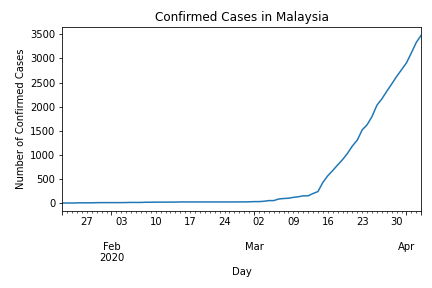 Confirmed Cases in Malaysia
Number of Confirmed Cases
3500
3000
2500
2000
1500
1000
500
0
27 03 10 17 24 02 09 16 23 30
Feb Mar Apr
2020
Day